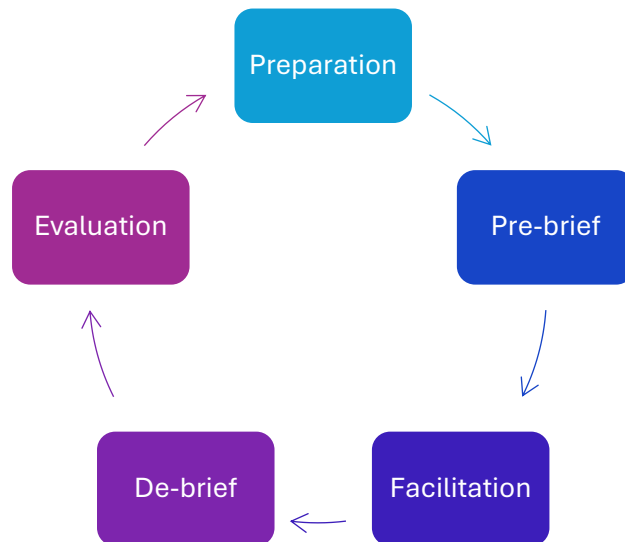 Preparation
Pre-brief
Facilitation
De-brief
Evaluation